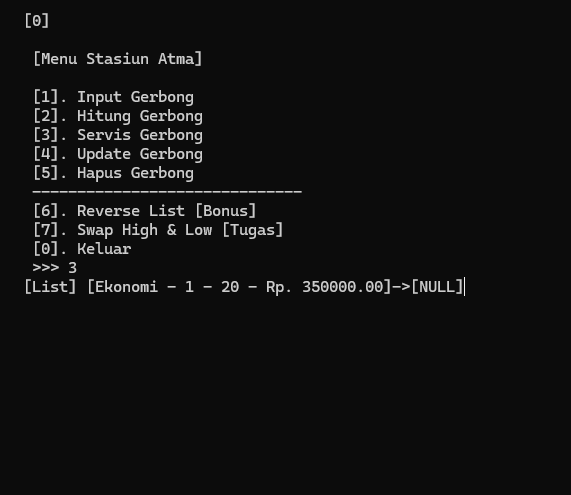 [0]
[Menu Stasiun Atma]
[1]. Input Gerbong
[2]. Hitung Gerbong
[3]. Servis Gerbong
[4]. Update Gerbong
[5]. Hapus Gerbong
------------------------------
[6]. Reverse List [Bonus]
[7]. Swap High & Low [Tugas]
[0]. Keluar
>>> 3
[List] [Ekonomi - 1 - 20 - Rp. 350000.00]->[NULL]